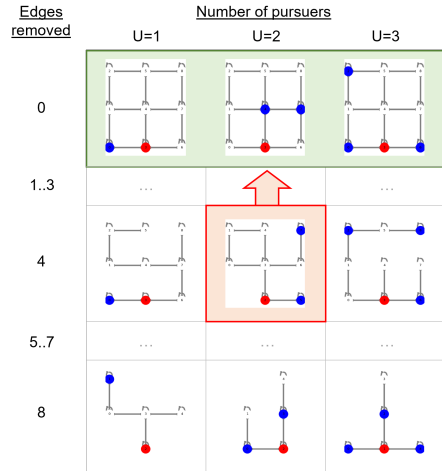 Edges removed
Number of pursuers
U=1 U=2 U=3
0
1..3 ... ... ...
4
5..7 ... ... ...
8